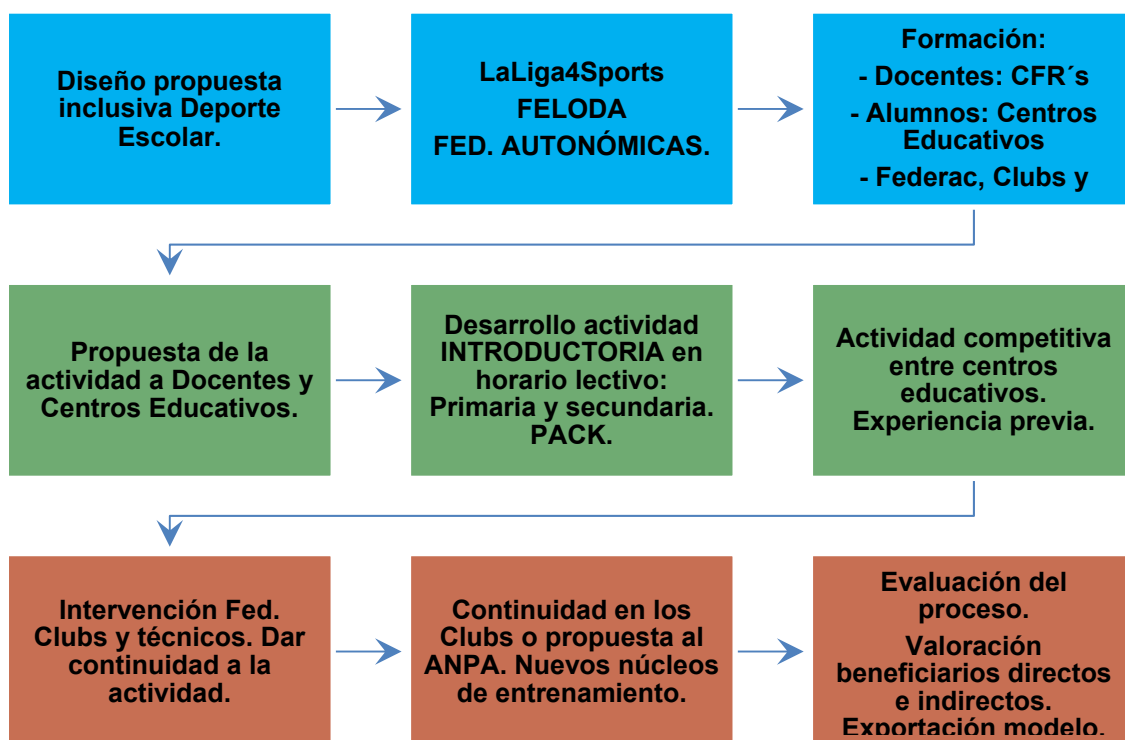 Diseño propuesta
inclusiva Deporte
Escolar.
LaLiga4Sports
FELODA
FED. AUTONÓMICAS.
Formación:
- Docentes: CFR´s
- Alumnos: Centros
Educativos
- Federac, Clubs y
Propuesta de la
actividad a Docentes y
Centros Educativos.
Desarrollo actividad
INTRODUCTORIA en
horario lectivo:
Primaria y secundaria.
PACK.
Actividad competitiva
entre centros
educativos.
Experiencia previa.
Intervención Fed.
Clubs y técnicos. Dar
continuidad a la
actividad.
Continuidad en los
Clubs o propuesta al
ANPA. Nuevos núcleos
de entrenamiento.
Evaluación del
proceso.
Valoración
beneficiarios directos
e indirectos.
Exportación modelo.